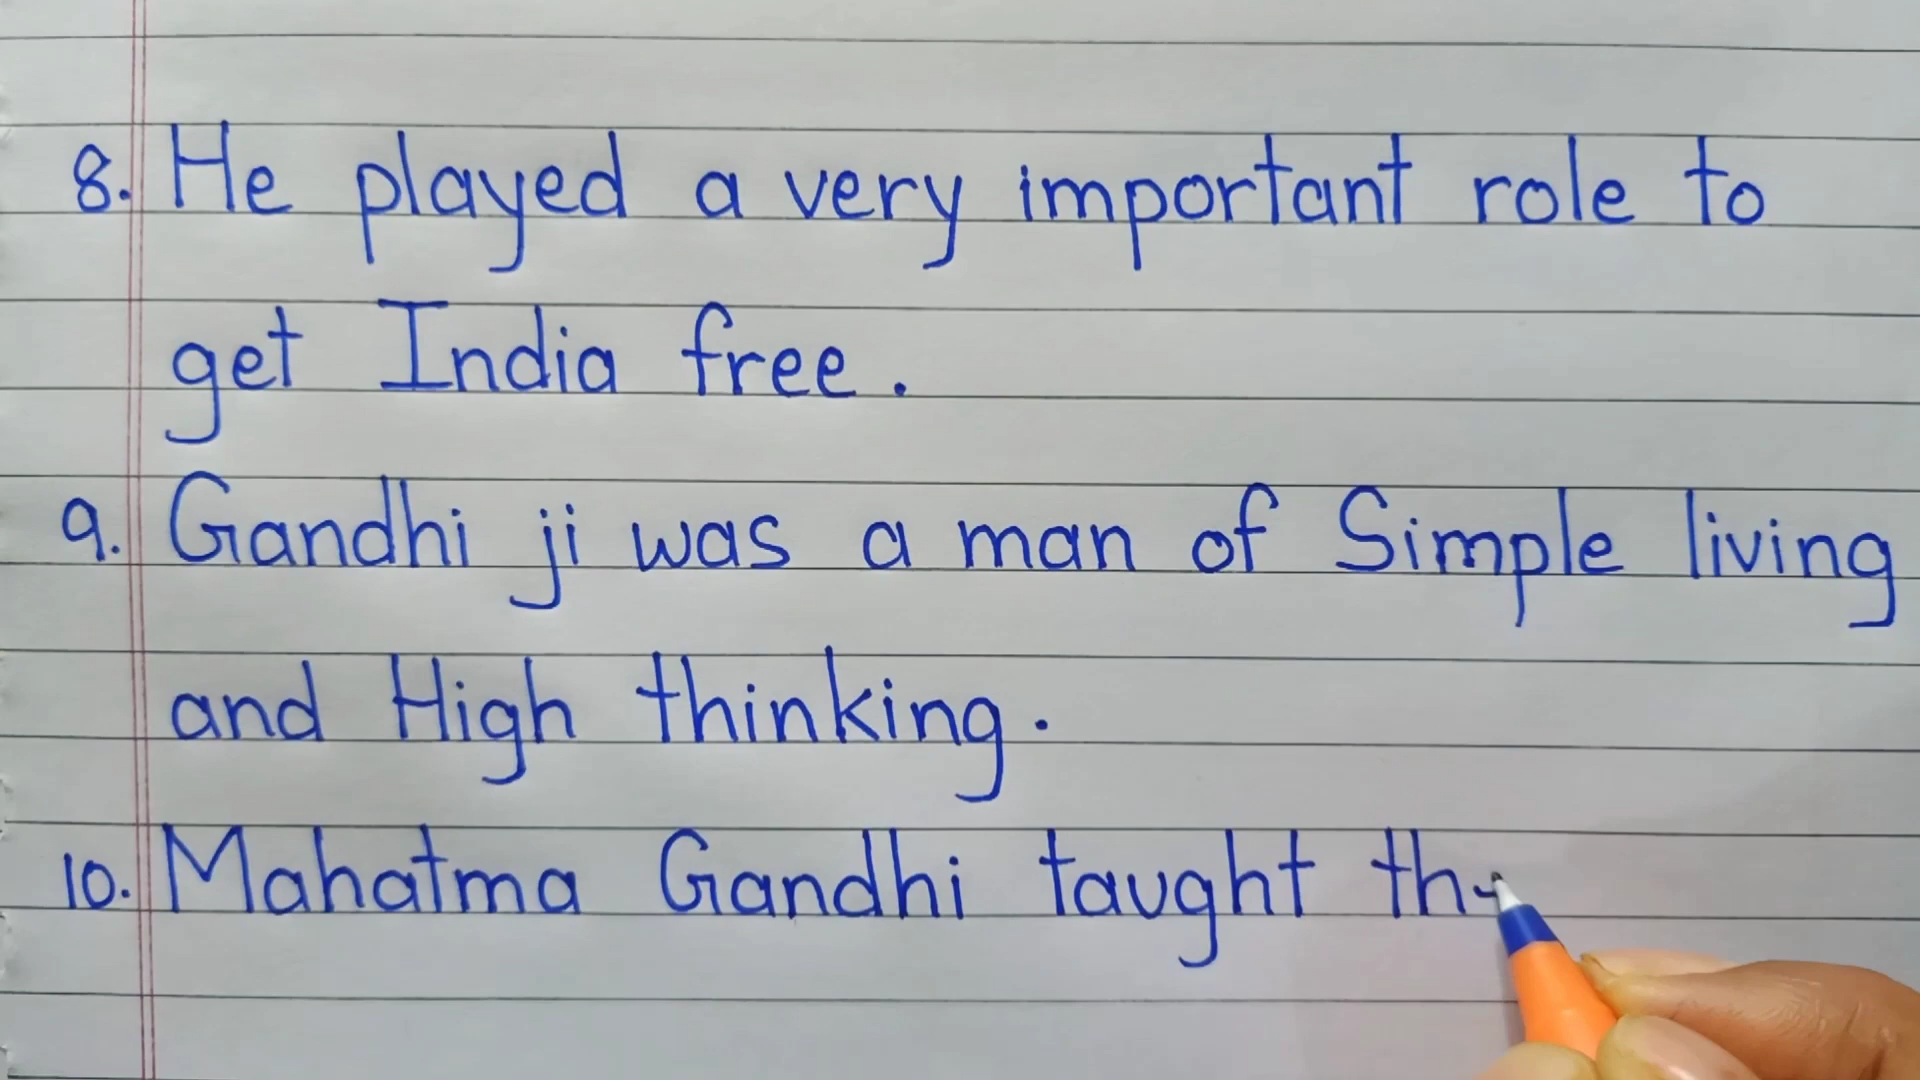 8. He played a very important role to
get India free.
9. Gandhi ji was a man of Simple living
and High thinking.
10. Mahatma Gandhi taught